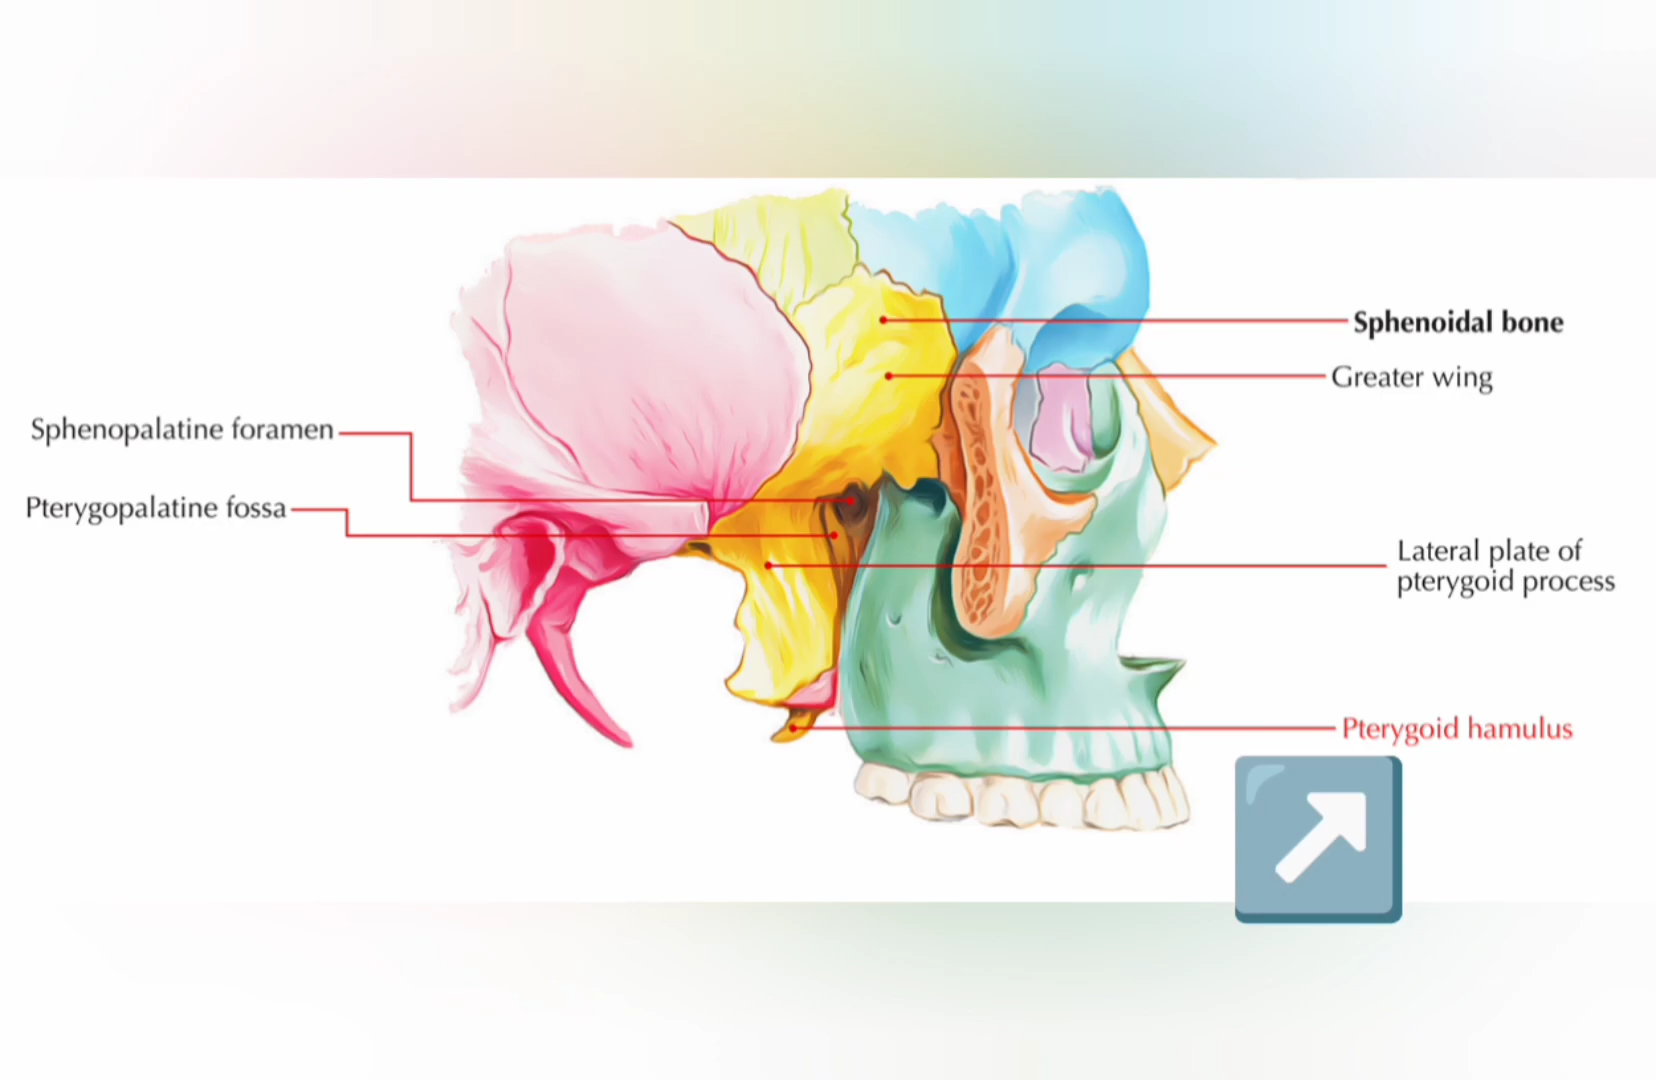 Sphenoidal bone
Greater wing
Sphenopalatine foramen
Pterygopalatine fossa
Lateral plate of
pterygoid process
Pterygoid hamulus